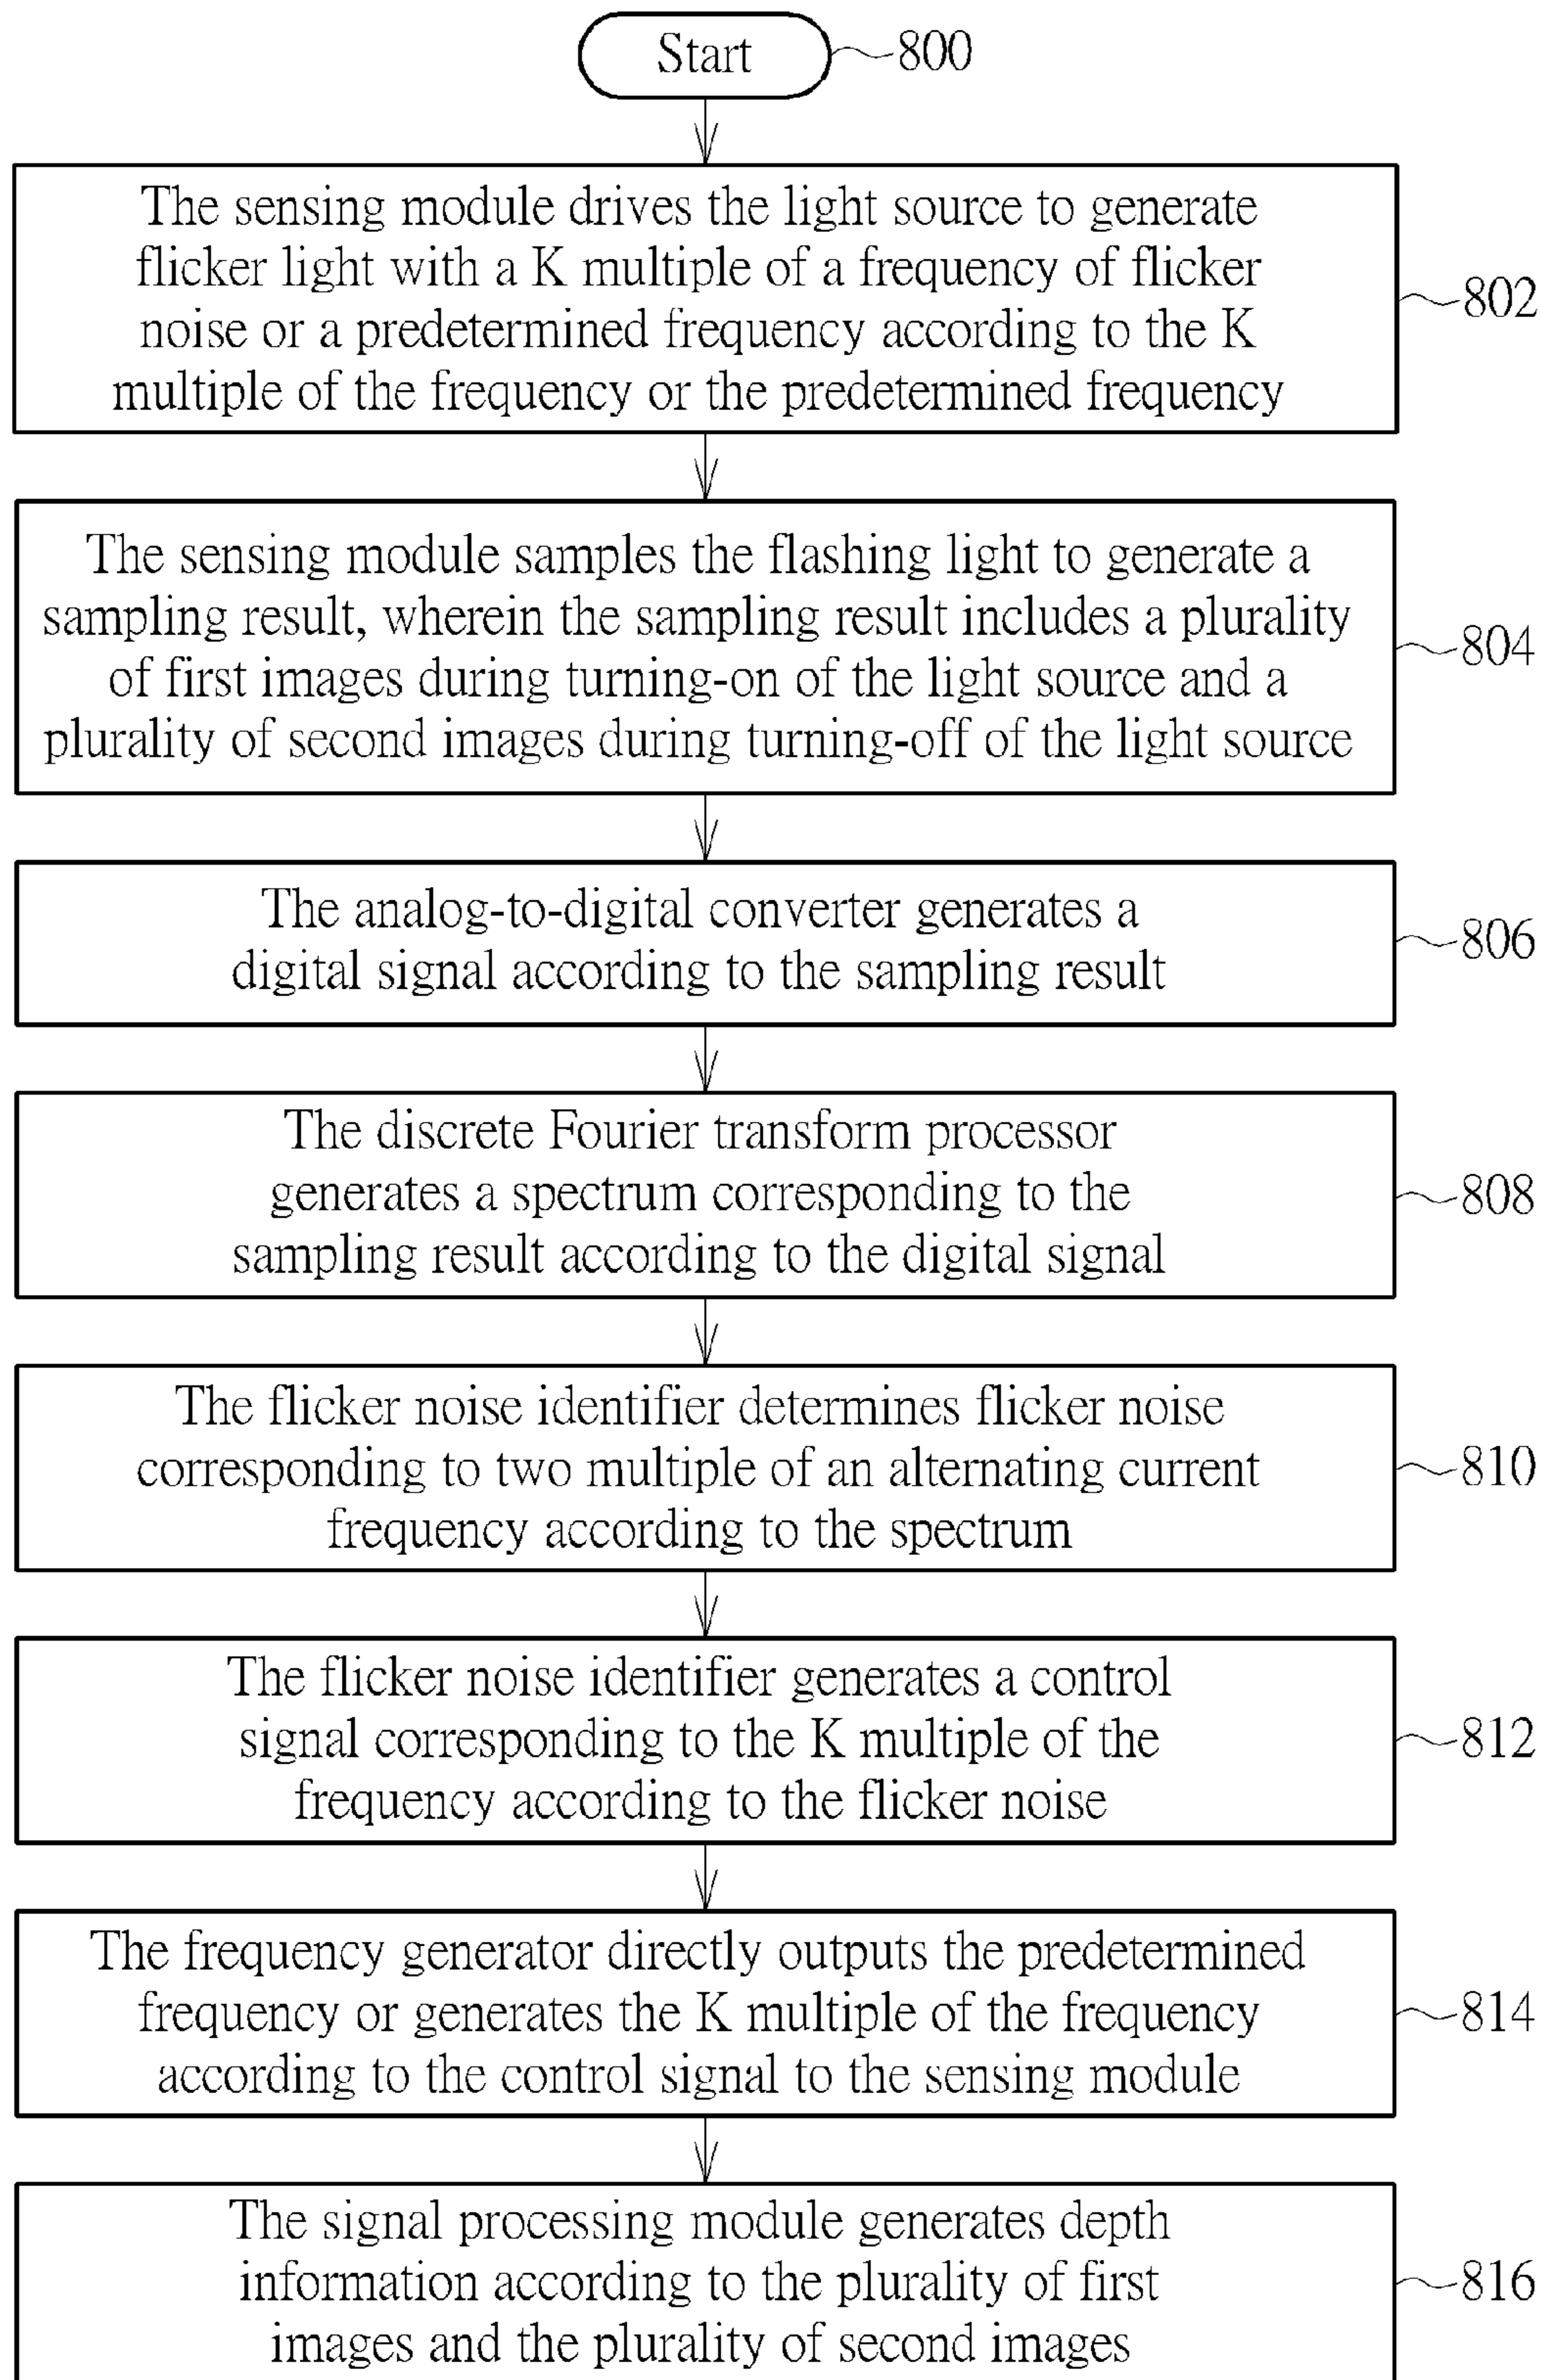 Start
800
The sensing module drives the light source to generate
flicker light with a K multiple of a frequency of flicker
noise or a predetermined frequency according to the K
multiple of the frequency or the predetermined frequency
802
The sensing module samples the flashing light to generate a
sampling result, wherein the sampling result includes a plurality
of first images during turning-on of the light source and a
plurality of second images during turning-off of the light source
804
The analog-to-digital converter generates a
digital signal according to the sampling result
806
The discrete Fourier transform processor
generates a spectrum corresponding to the
sampling result according to the digital signal
808
The flicker noise identifier determines flicker noise
corresponding to two multiple of an alternating current
frequency according to the spectrum
810
The flicker noise identifier generates a control
signal corresponding to the K multiple of the
frequency according to the flicker noise
812
The frequency generator directly outputs the predetermined
frequency or generates the K multiple of the frequency
according to the control signal to the sensing module
814
The signal processing module generates depth
information according to the plurality of first
images and the plurality of second images
816